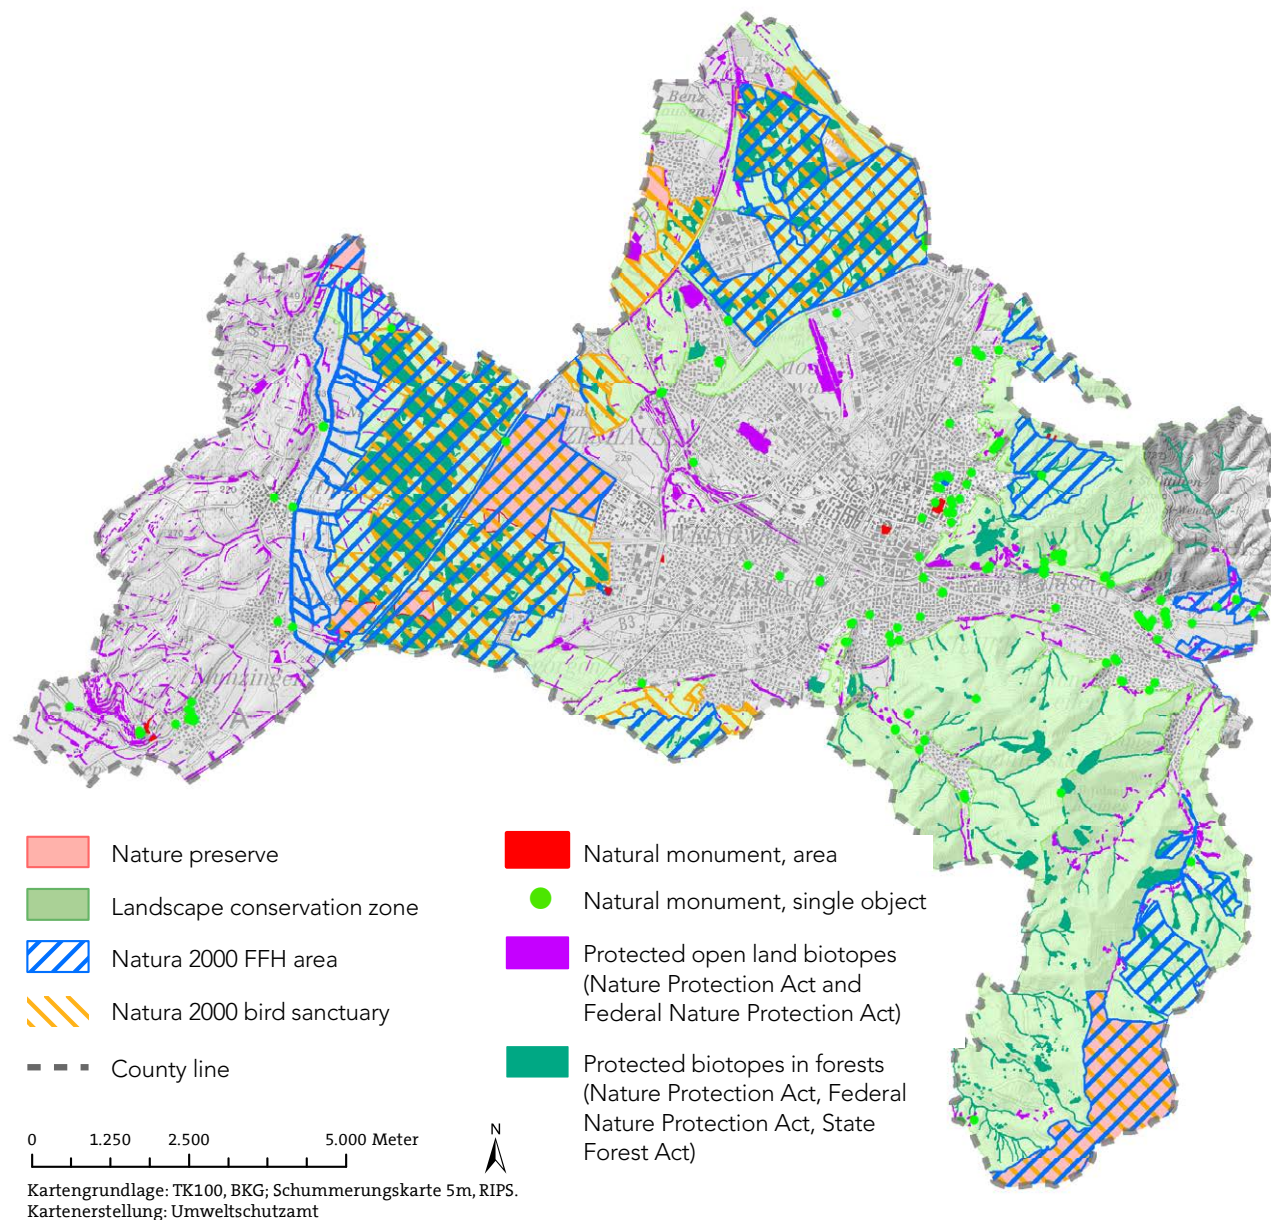 Nature preserve
Landscape conservation zone
Natura 2000 FFH area
Natura 2000 bird sanctuary
County line
Natural monument, area
Natural monument, single object
Protected open land biotopes
(Nature Protection Act and
Federal Nature Protection Act)
Protected biotopes in forests
(Nature Protection Act, Federal
Nature Protection Act, State
Forest Act)
0 1.250 2.500 5.000 Meter
N
Kartengrundlage: TK100, BKG; Schummerungskarte 5m, RIPS.
Kartenerstellung: Umweltschutzamt
B3
229